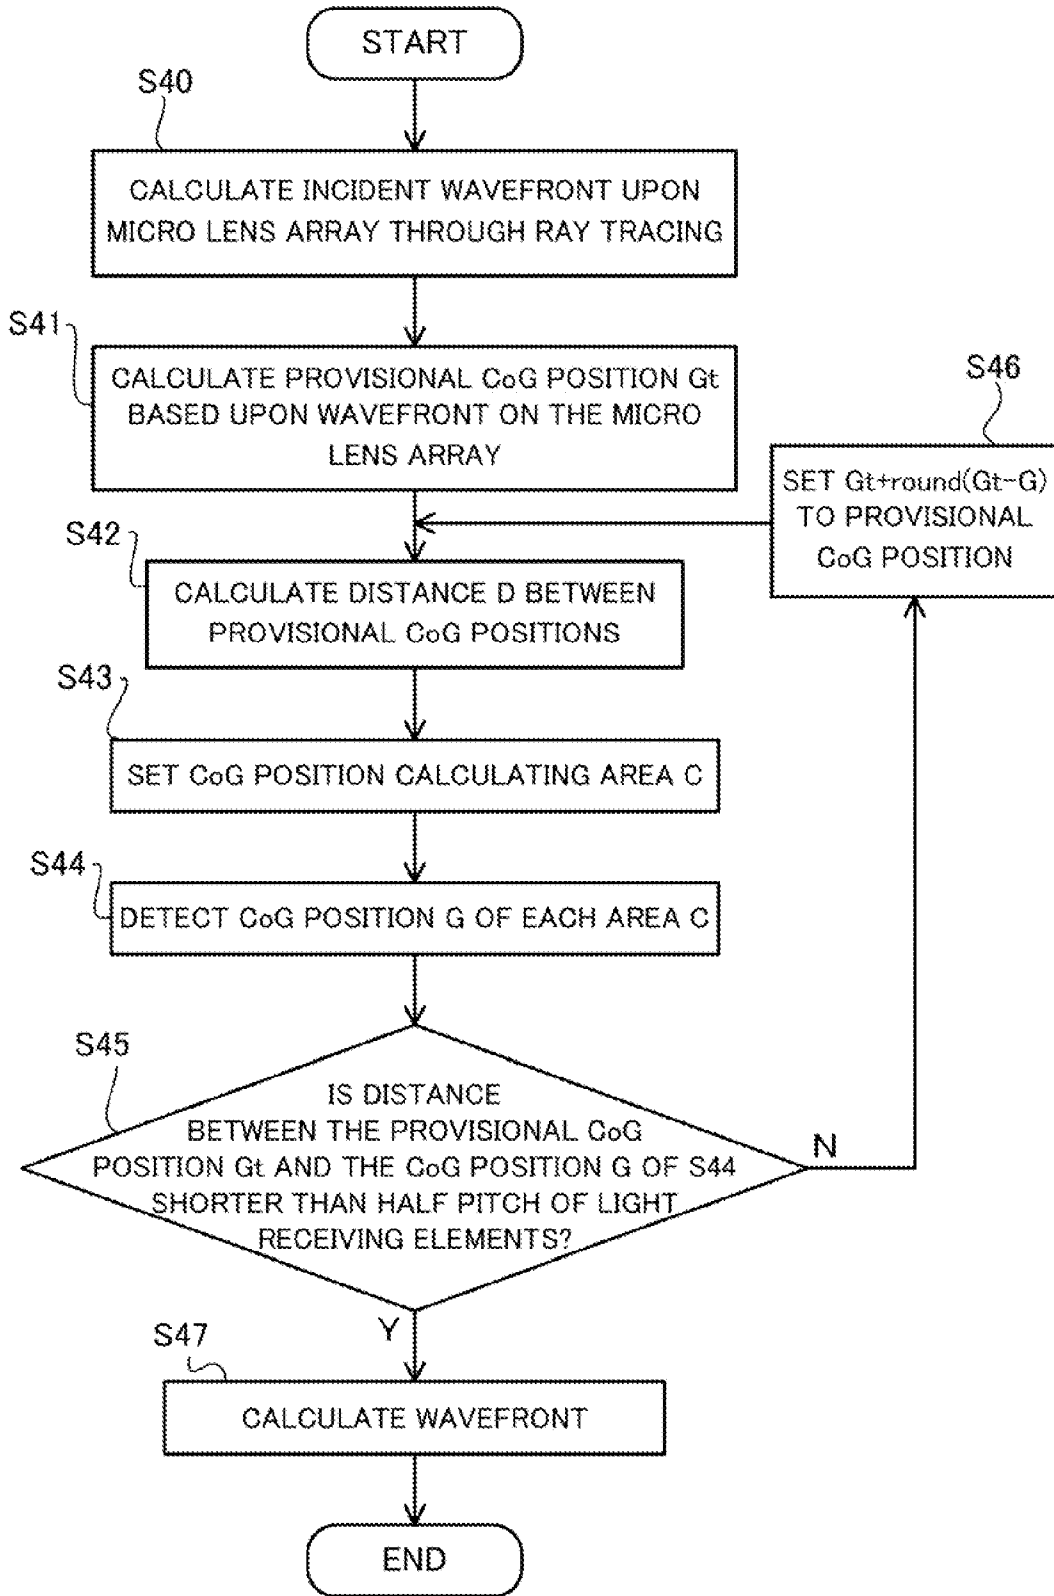 START
S40
CALCULATE INCIDENT WAVEFRONT UPON
MICRO LENS ARRAY THROUGH RAY TRACING
S41
CALCULATE PROVISIONAL CoG POSITION Gt
BASED UPON WAVEFRONT ON THE MICRO
LENS ARRAY
S46
SET Gt+round(Gt-G)
TO PROVISIONAL
CoG POSITION
S42
CALCULATE DISTANCE D BETWEEN
PROVISIONAL CoG POSITIONS
S43
SET CoG POSITION CALCULATING AREA C
S44
DETECT CoG POSITION G OF EACH AREA C
S45
IS DISTANCE
BETWEEN THE PROVISIONAL CoG
POSITION Gt AND THE CoG POSITION G OF S44
SHORTER THAN HALF PITCH OF LIGHT
RECEIVING ELEMENTS?
N
Y
S47
CALCULATE WAVEFRONT
END